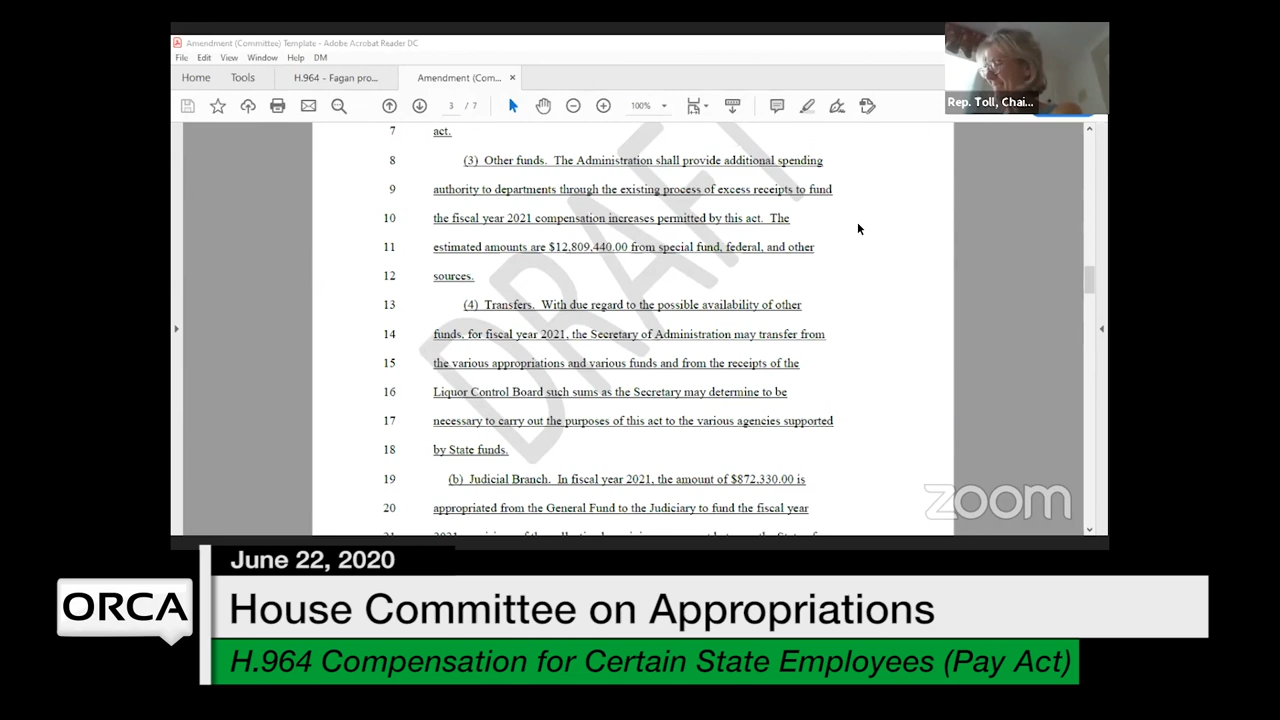 Amendment (Committee) Template - Adobe Acrobat Reader DC
File Edit View Window Help DM
Home Tools H.964 - Fagan pro... Amendment (Com... ×
3 / 7 100%
Rep. Toll, Chai...
7 act.
8 (3) Other funds. The Administration shall provide additional spending
9 authority to departments through the existing process of excess receipts to fund
10 the fiscal year 2021 compensation increases permitted by this act. The
11 estimated amounts are $12,809,440.00 from special fund, federal, and other
12 sources.
13 (4) Transfers. With due regard to the possible availability of other
14 funds, for fiscal year 2021, the Secretary of Administration may transfer from
15 the various appropriations and various funds and from the receipts of the
16 Liquor Control Board such sums as the Secretary may determine to be
17 necessary to carry out the purposes of this act to the various agencies supported
18 by State funds.
19 (b) Judicial Branch. In fiscal year 2021, the amount of $872,330.00 is
20 appropriated from the General Fund to the Judiciary to fund the fiscal year
DRAFT
zoom
June 22, 2020
ORCA
House Committee on Appropriations
H.964 Compensation for Certain State Employees (Pay Act)